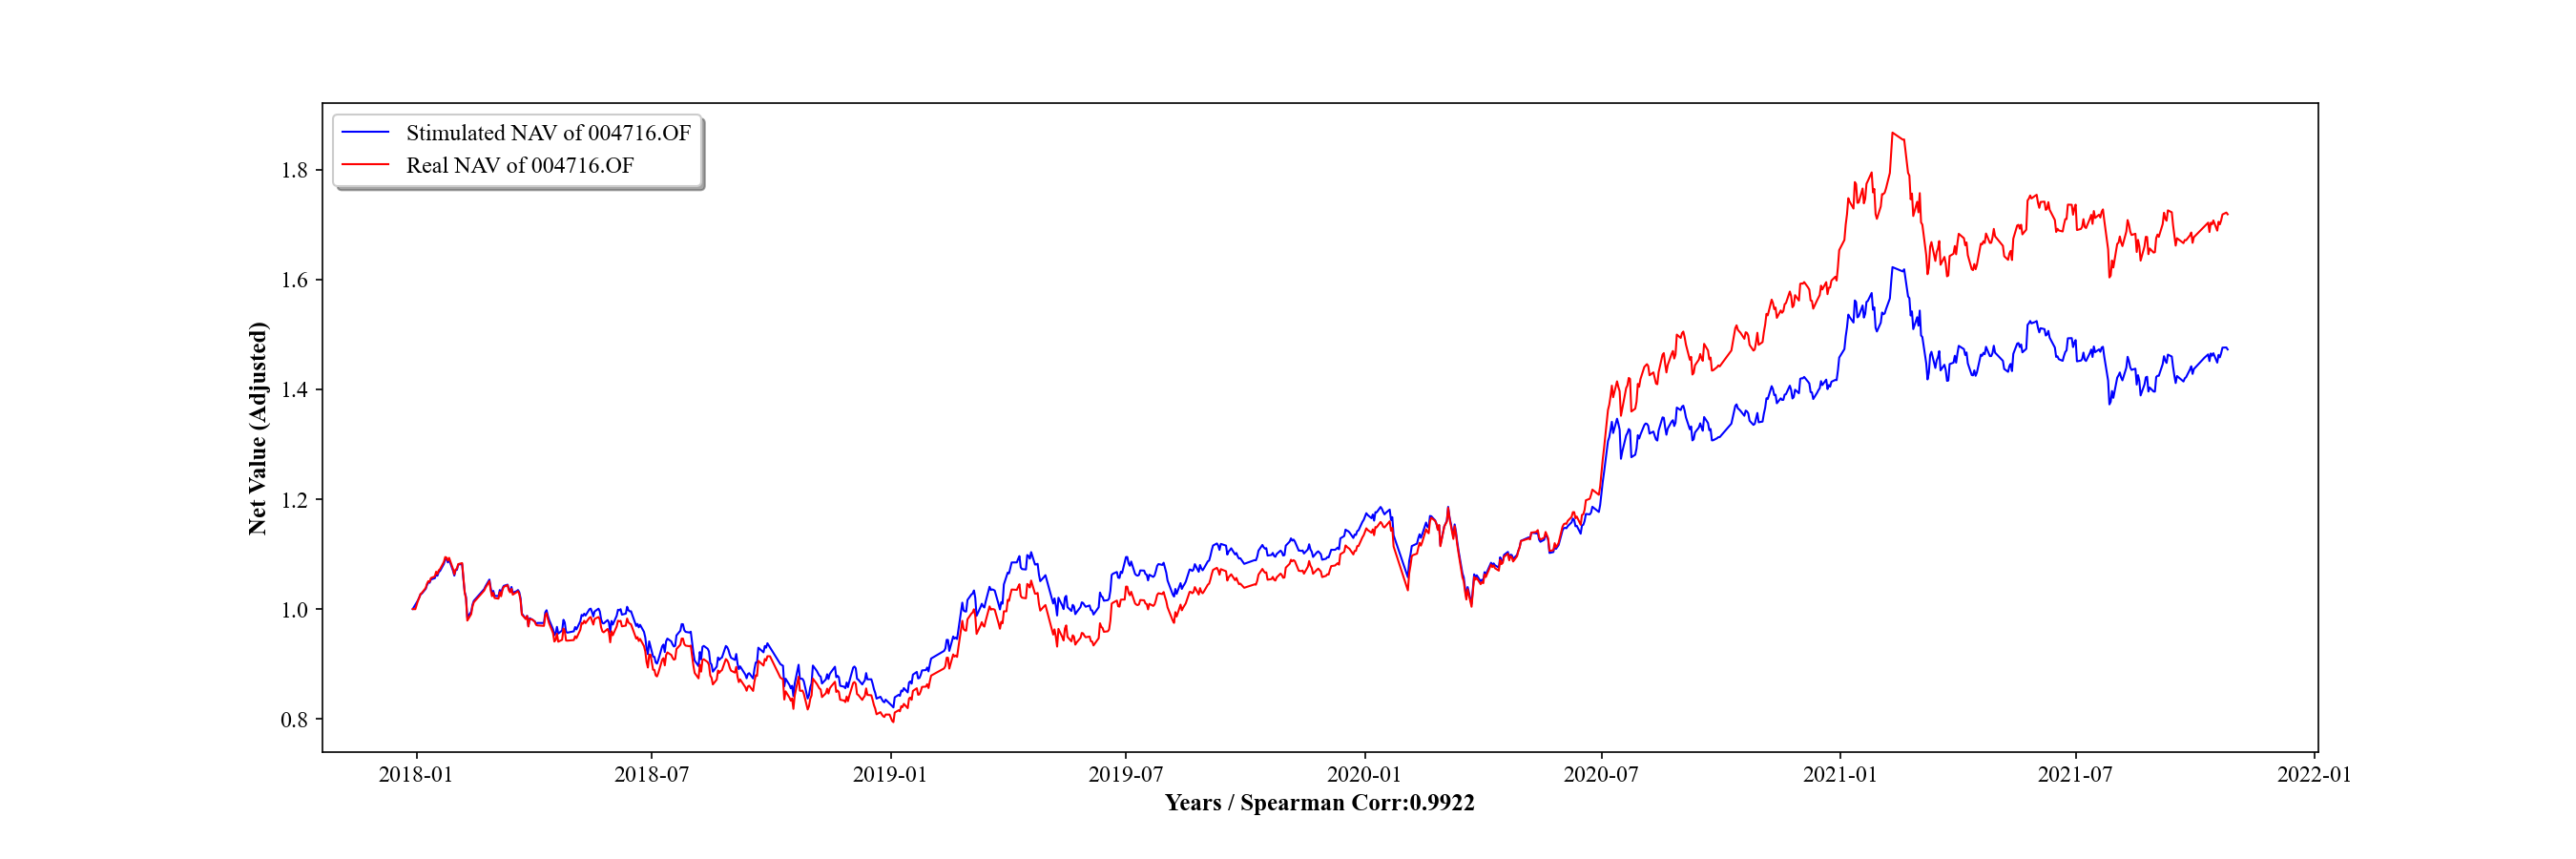 Stimulated NAV of 004716.OF
Real NAV of 004716.OF
Net Value (Adjusted)
1.8
1.6
1.4
1.2
1.0
0.8
2018-01 2018-07 2019-01 2019-07 2020-01 2020-07 2021-01 2021-07 2022-01
Years / Spearman Corr:0.9922